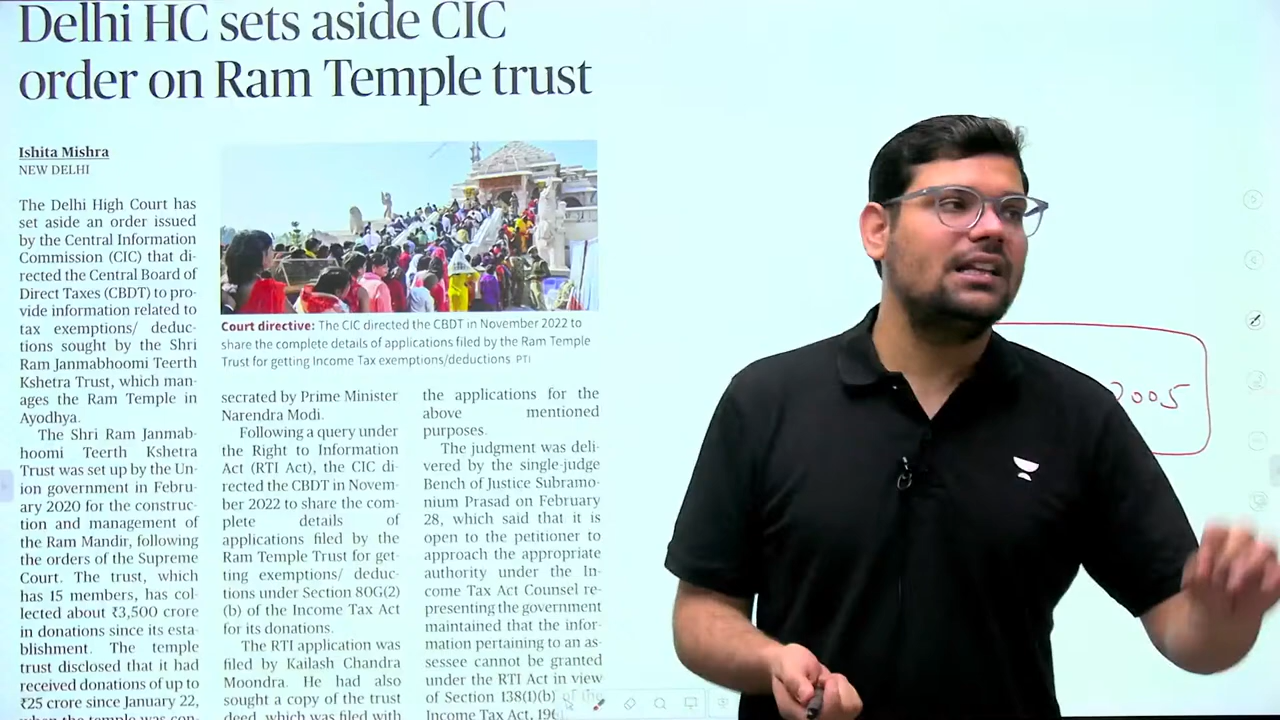 Delhi HC sets aside CIC
order on Ram Temple trust
Ishita Mishra
NEW DELHI
The Delhi High Court has
set aside an order issued
by the Central Information
Commission (CIC) that di-
rected the Central Board of
Direct Taxes (CBDT) to pro-
vide information related to
tax exemptions/ deduc-
tions sought by the Shri
Ram Janmabhoomi Teerth
Kshetra Trust, which man-
ages the Ram Temple in
Ayodhya.
The Shri Ram Janmab-
hoomi Teerth Kshetra
Trust was set up by the Un-
ion government in Febru-
ary 2020 for the construc-
tion and management of
the Ram Mandir, following
the orders of the Supreme
Court. The trust, which
has 15 members, has col-
lected about ₹3,500 crore
in donations since its esta-
blishment. The temple
trust disclosed that it had
received donations of up to
₹25 crore since January 22,
when the temple was con-
Court directive: The CIC directed the CBDT in November 2022 to
share the complete details of applications filed by the Ram Temple
Trust for getting Income Tax exemptions/deductions PTI
secrated by Prime Minister
Narendra Modi.
Following a query under
the Right to Information
Act (RTI Act), the CIC di-
rected the CBDT in Novem-
ber 2022 to share the com-
plete details of
applications filed by the
Ram Temple Trust for get-
ting exemptions/ deduc-
tions under Section 80G(2)
(b) of the Income Tax Act
for its donations.
The RTI application was
filed by Kailash Chandra
Moondra. He had also
sought a copy of the trust
deed, which was filed with
the applications for the
above mentioned
purposes.
The judgment was deli-
vered by the single-judge
Bench of Justice Subramo-
nium Prasad on February
28, which said that it is
open to the petitioner to
approach the appropriate
authority under the In-
come Tax Act Counsel re-
presenting the government
maintained that the infor-
mation pertaining to an as-
sessee cannot be granted
under the RTI Act in view
of Section 138(1)(b) of the
Income Tax Act, 196
2005